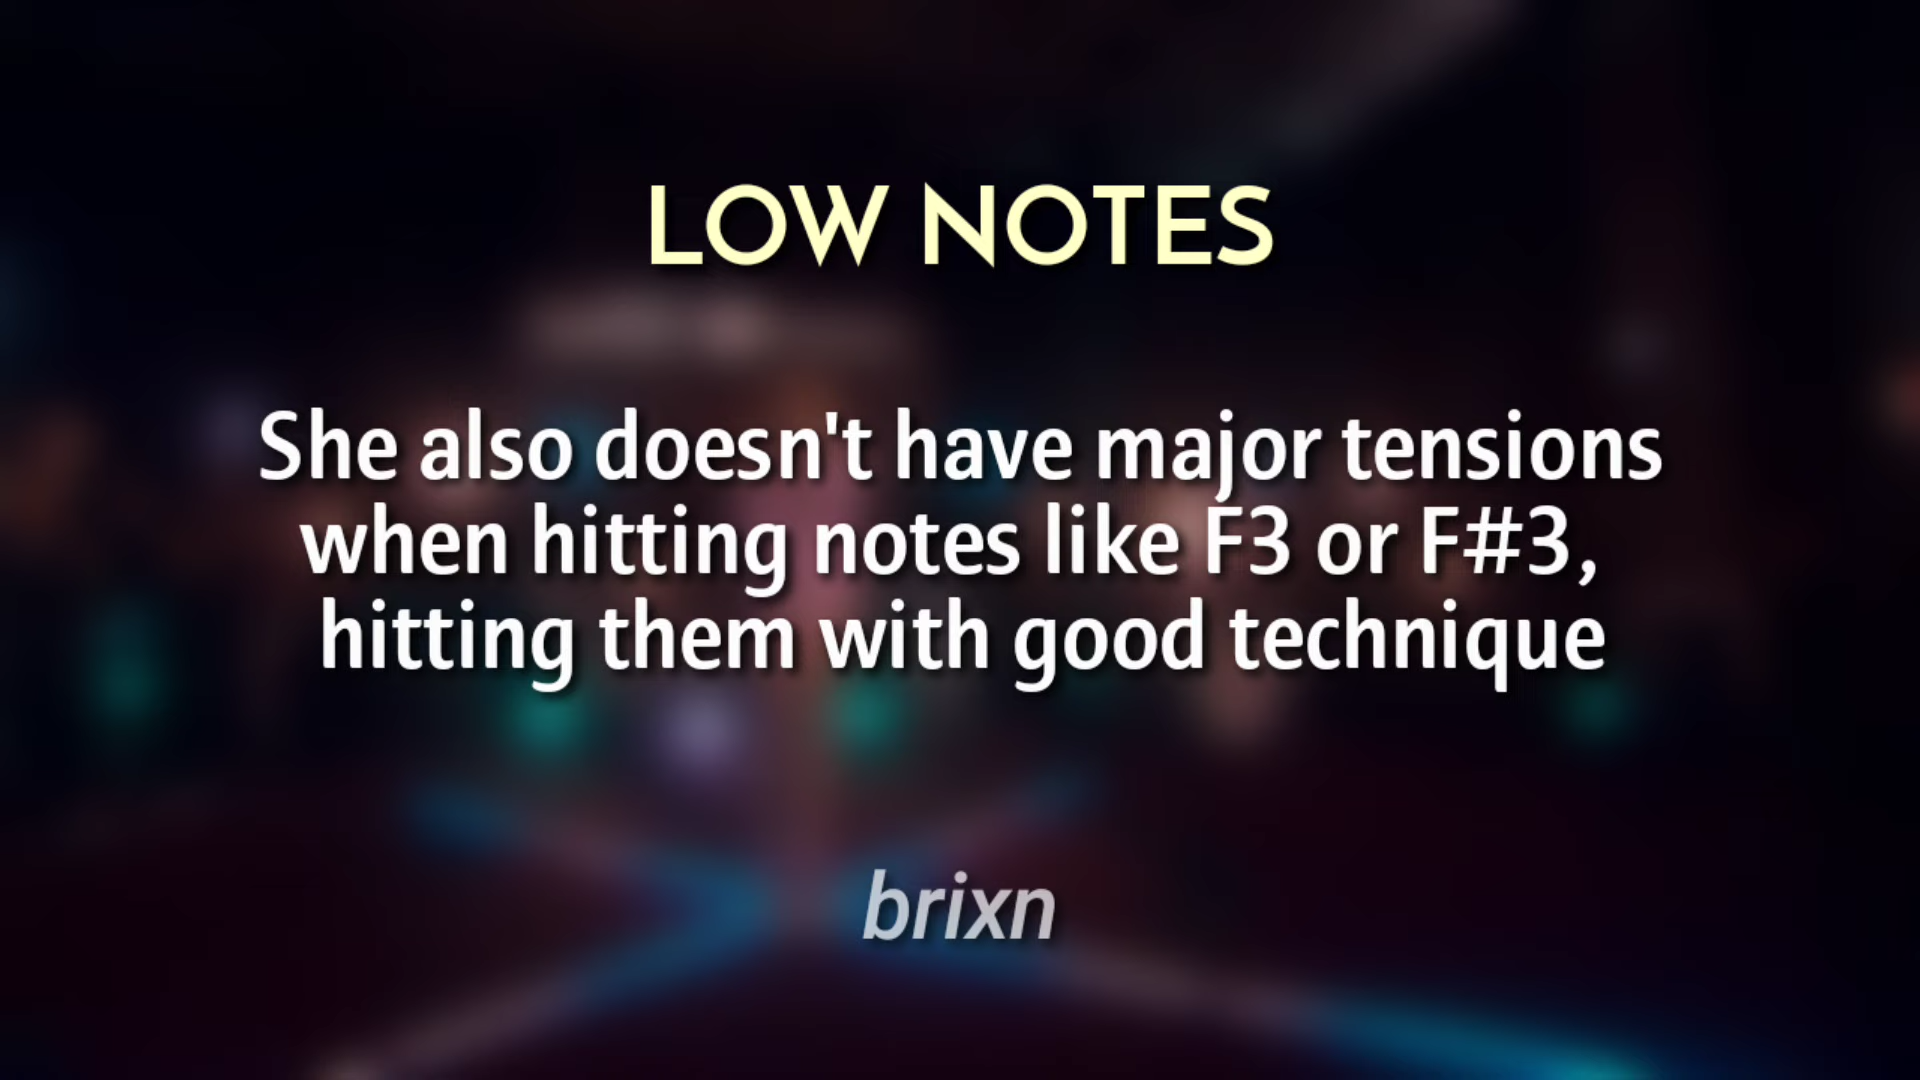 LOW NOTES
She also doesn't have major tensions
when hitting notes like F3 or F#3,
hitting them with good technique
brixn